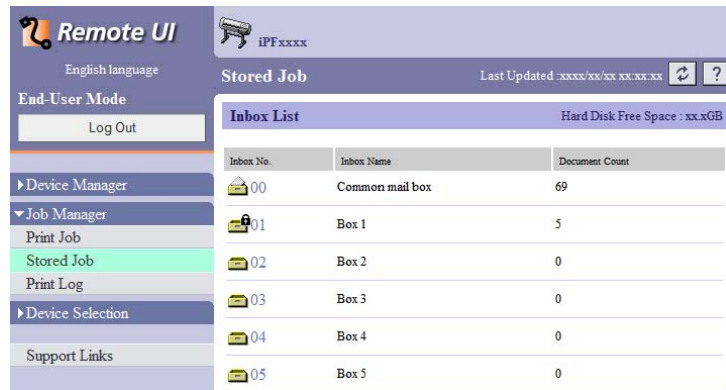 Remote UI
English language
End-User Mode
Log Out
▶Device Manager
▼Job Manager
Print Job
Stored Job
Print Log
▶Device Selection
Support Links
iPFxxxx
Stored Job Last Updated :xxxx/xx/xx xx:xx:xx ?
Inbox List Hard Disk Free Space : xx.xGB
Inbox No. Inbox Name Document Count
00 Common mail box 69
01 Box 1 5
02 Box 2 0
03 Box 3 0
04 Box 4 0
05 Box 5 0